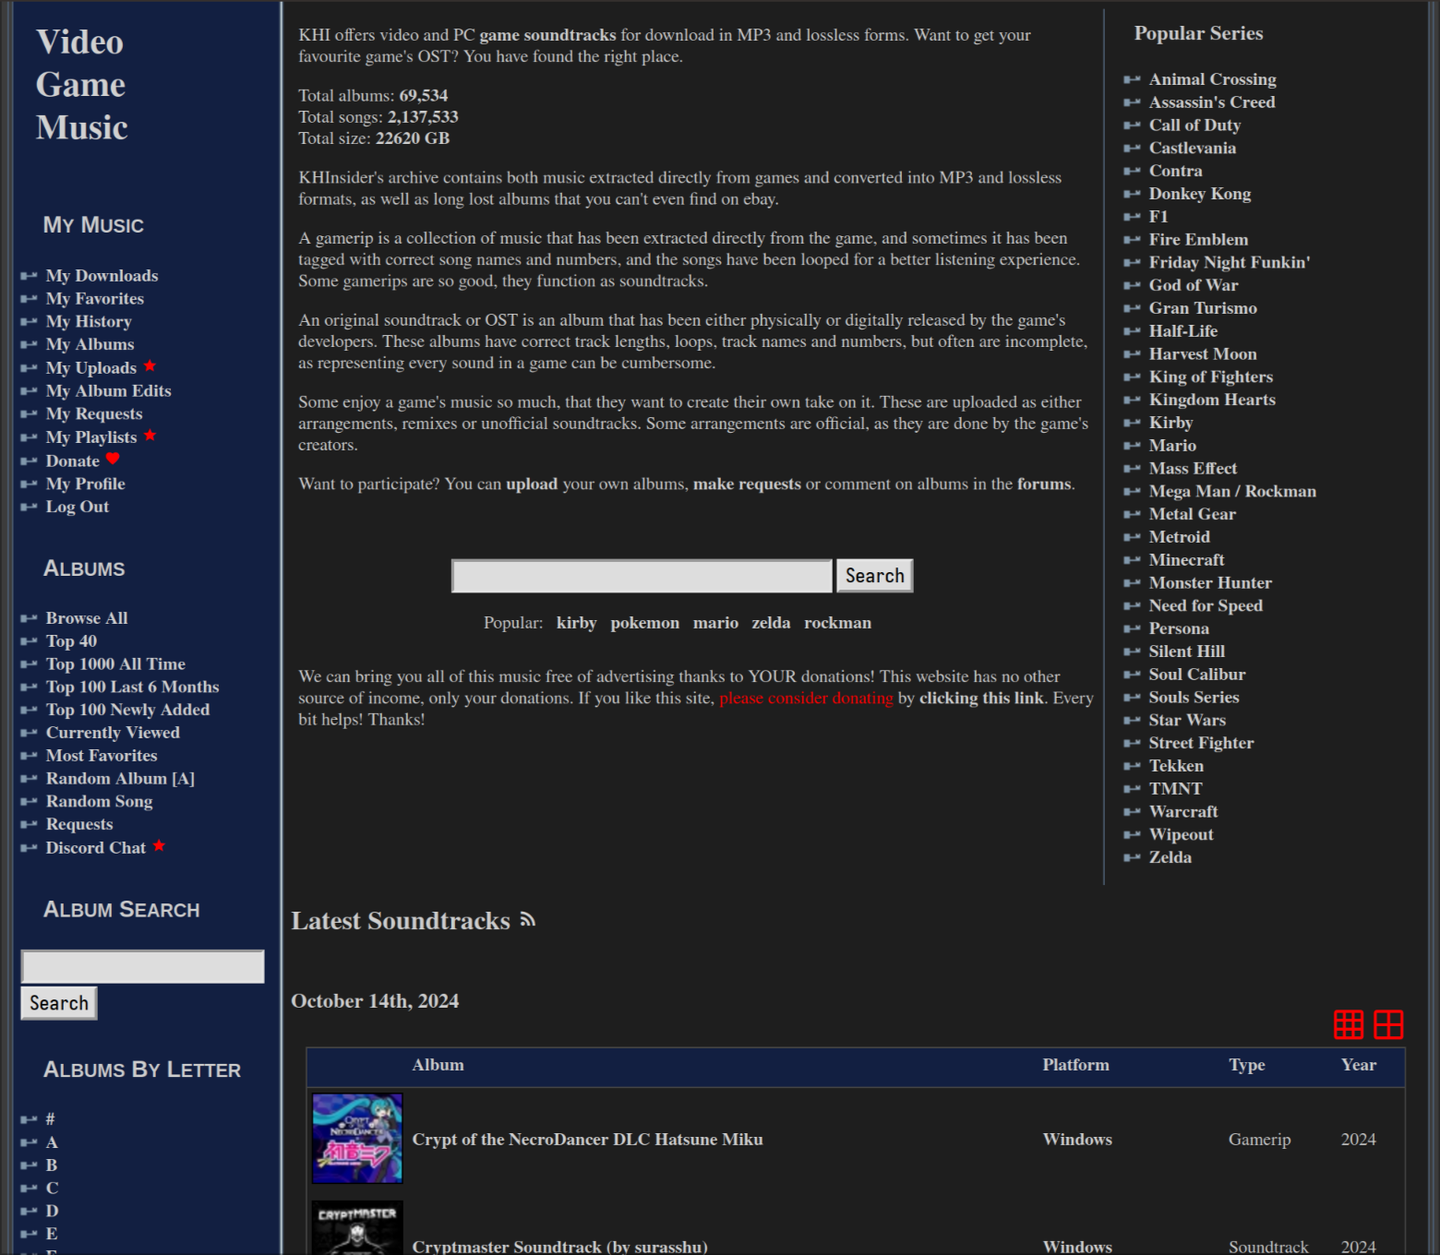 Video
Game
Music
My Music
My Downloads
My Favorites
My History
My Albums
My Uploads
My Album Edits
My Requests
My Playlists
Donate
My Profile
Log Out
Albums
Browse All
Top 40
Top 1000 All Time
Top 100 Last 6 Months
Top 100 Newly Added
Currently Viewed
Most Favorites
Random Album [A]
Random Song
Requests
Discord Chat
Album Search
Search
Albums By Letter
#
A
B
C
D
E
KHI offers video and PC game soundtracks for download in MP3 and lossless forms. Want to get your
favourite game's OST? You have found the right place.
Total albums: 69,534
Total songs: 2,137,533
Total size: 22620 GB
KHInsider's archive contains both music extracted directly from games and converted into MP3 and lossless
formats, as well as long lost albums that you can't even find on ebay.
A gamerip is a collection of music that has been extracted directly from the game, and sometimes it has been
tagged with correct song names and numbers, and the songs have been looped for a better listening experience.
Some gamerips are so good, they function as soundtracks.
An original soundtrack or OST is an album that has been either physically or digitally released by the game's
developers. These albums have correct track lengths, loops, track names and numbers, but often are incomplete,
as representing every sound in a game can be cumbersome.
Some enjoy a game's music so much, that they want to create their own take on it. These are uploaded as either
arrangements, remixes or unofficial soundtracks. Some arrangements are official, as they are done by the game's
creators.
Want to participate? You can upload your own albums, make requests or comment on albums in the forums.
Search
Popular: kirby pokemon mario zelda rockman
We can bring you all of this music free of advertising thanks to YOUR donations! This website has no other
source of income, only your donations. If you like this site, please consider donating by clicking this link. Every
bit helps! Thanks!
Popular Series
Animal Crossing
Assassin's Creed
Call of Duty
Castlevania
Contra
Donkey Kong
F1
Fire Emblem
Friday Night Funkin'
God of War
Gran Turismo
Half-Life
Harvest Moon
King of Fighters
Kingdom Hearts
Kirby
Mario
Mass Effect
Mega Man / Rockman
Metal Gear
Metroid
Minecraft
Monster Hunter
Need for Speed
Persona
Silent Hill
Soul Calibur
Souls Series
Star Wars
Street Fighter
Tekken
TMNT
Warcraft
Wipeout
Zelda
Latest Soundtracks
October 14th, 2024
Album Platform Type Year
CRYPT
OF THE
NECRODANCER
初音ミク
Crypt of the NecroDancer DLC Hatsune Miku Windows Gamerip 2024
CRYPTMASTER
Cryptmaster Soundtrack (by surasshu) Windows Soundtrack 2024